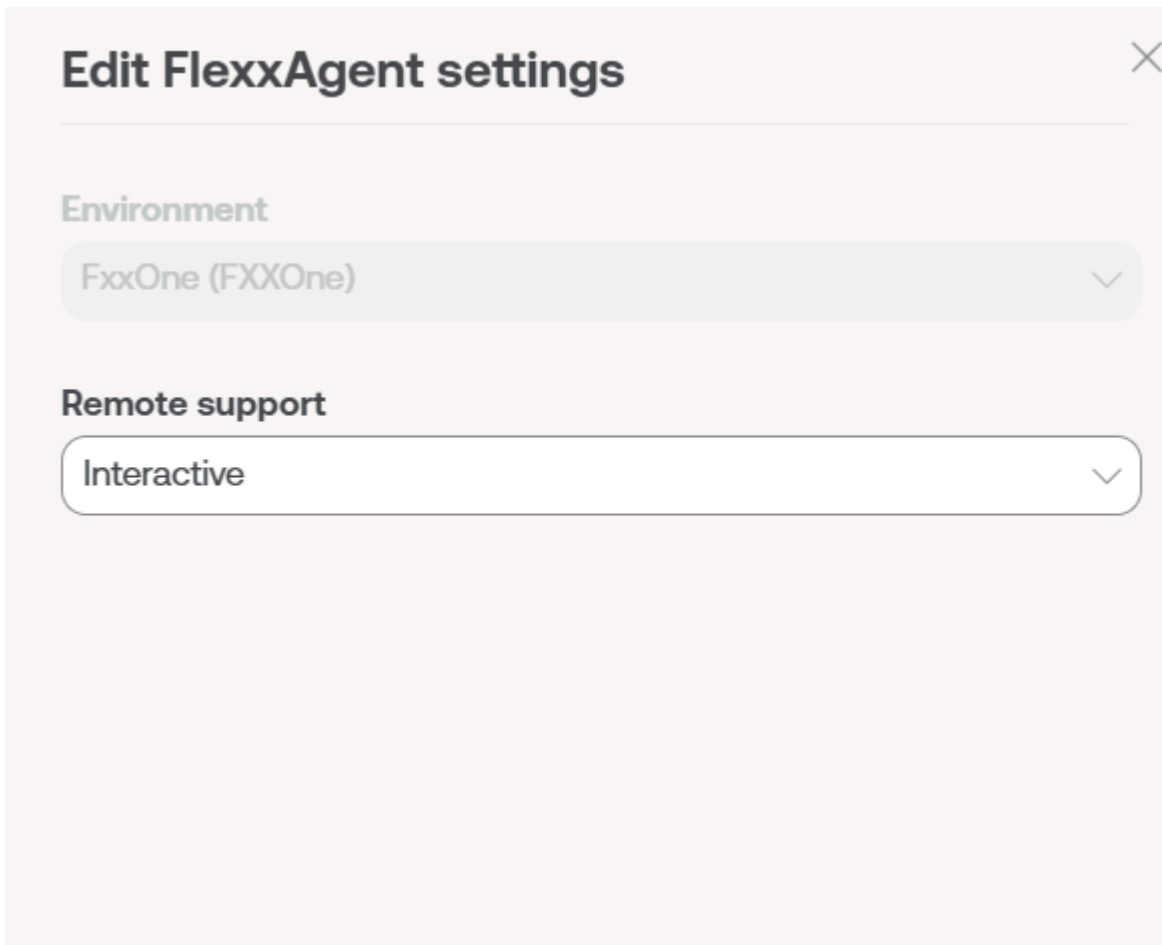 Edit FlexxAgent settings
Environment
FxxOne (FXXOne)
Remote support
Interactive